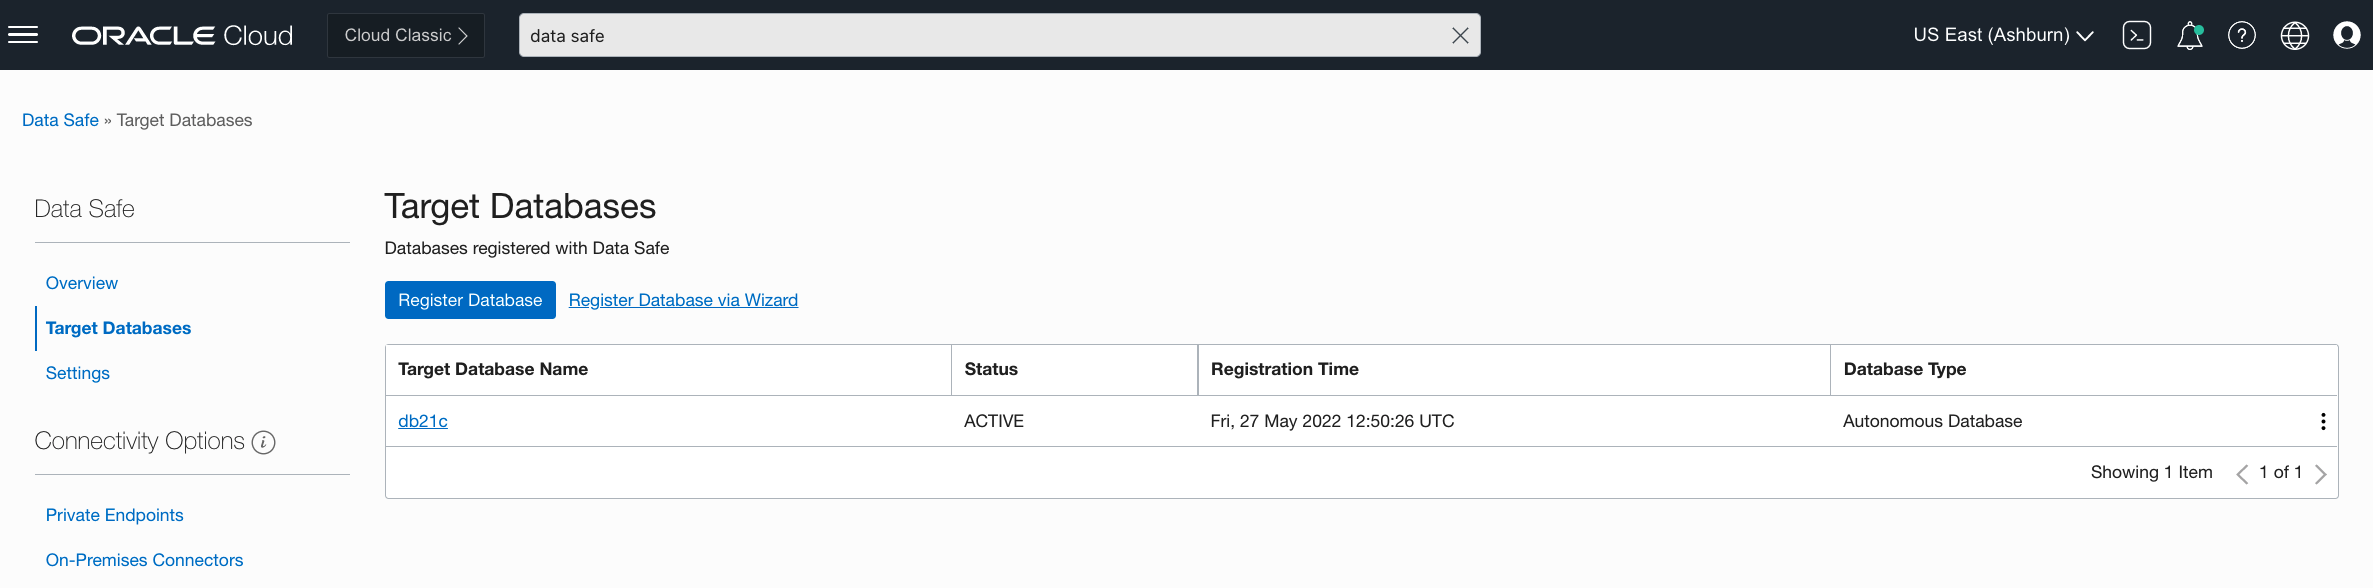 ORACLE Cloud
Cloud Classic
data safe
US East (Ashburn)
Data Safe » Target Databases
Data Safe
Overview
Target Databases
Settings
Connectivity Options
Private Endpoints
On-Premises Connectors
Target Databases
Databases registered with Data Safe
Register Database Register Database via Wizard
Target Database Name Status Registration Time Database Type
db21c ACTIVE Fri, 27 May 2022 12:50:26 UTC Autonomous Database
Showing 1 Item 1 of 1